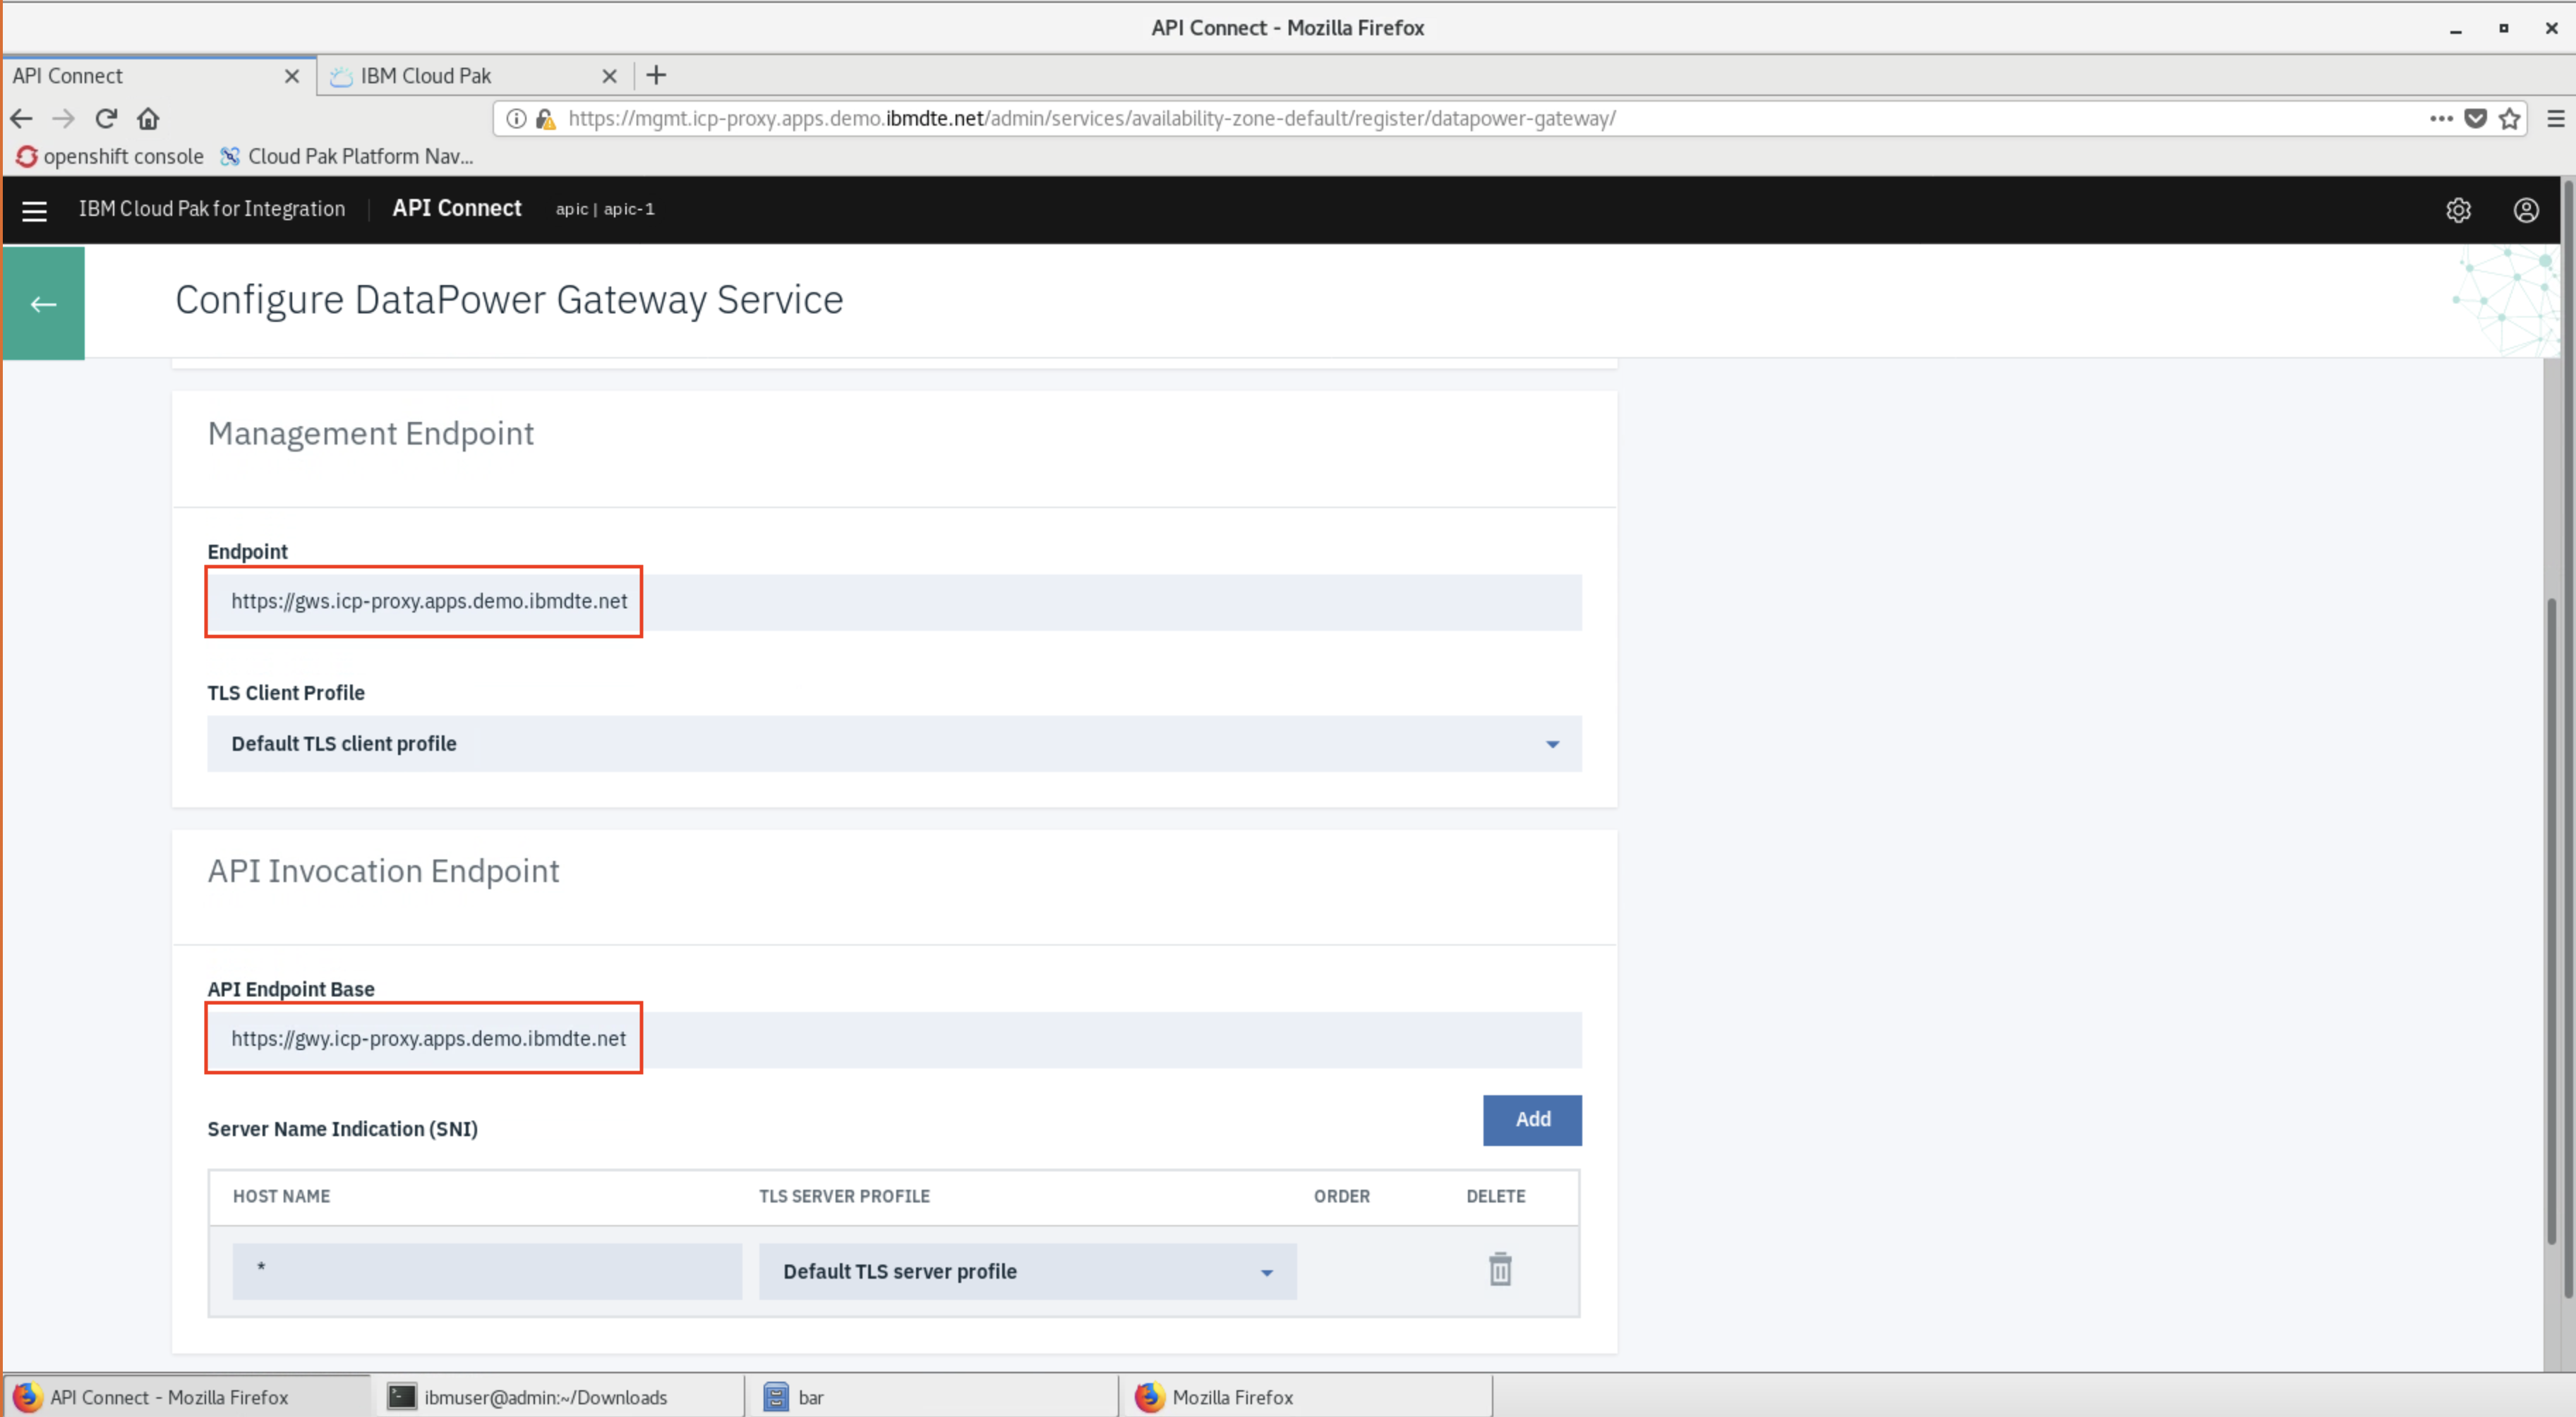 API Connect - Mozilla Firefox
API Connect
IBM Cloud Pak
https://mgmt.icp-proxy.apps.demo.ibmdte.net/admin/services/availability-zone-default/register/datapower-gateway/
openshift console
Cloud Pak Platform Nav...
IBM Cloud Pak for Integration
API Connect
apic | apic-1
Configure DataPower Gateway Service
Management Endpoint
Endpoint
https://gws.icp-proxy.apps.demo.ibmdte.net
TLS Client Profile
Default TLS client profile
API Invocation Endpoint
API Endpoint Base
https://gwy.icp-proxy.apps.demo.ibmdte.net
Server Name Indication (SNI)
Add
HOST NAME TLS SERVER PROFILE ORDER DELETE
* Default TLS server profile
API Connect - Mozilla Firefox
ibmuser@admin:~/Downloads
bar
Mozilla Firefox